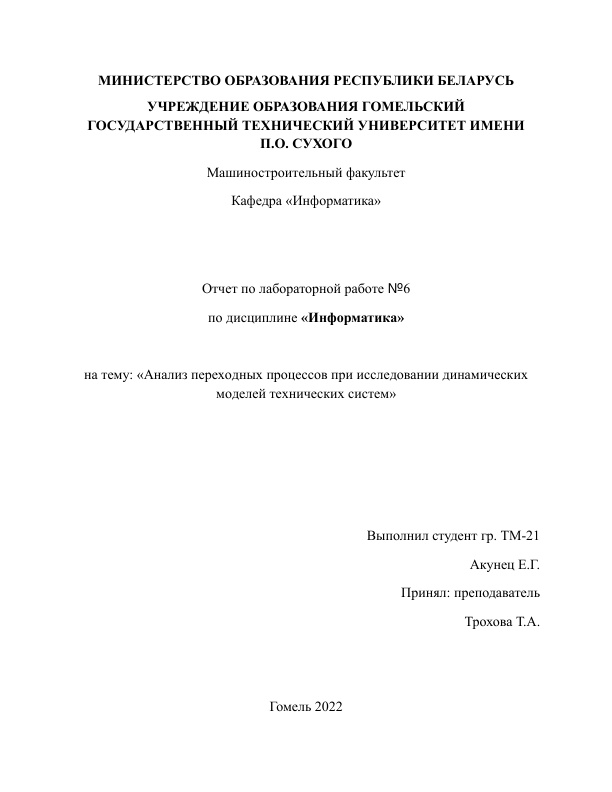 МИНИСТЕРСТВО ОБРАЗОВАНИЯ РЕСПУБЛИКИ БЕЛАРУСЬ
УЧРЕЖДЕНИЕ ОБРАЗОВАНИЯ ГОМЕЛЬСКИЙ
ГОСУДАРСТВЕННЫЙ ТЕХНИЧЕСКИЙ УНИВЕРСИТЕТ ИМЕНИ
П.О. СУХОГО
Машиностроительный факультет
Кафедра «Информатика»
Отчет по лабораторной работе №6
по дисциплине «Информатика»
на тему: «Анализ переходных процессов при исследовании динамических
моделей технических систем»
Выполнил студент гр. ТМ-21
Акунец Е.Г.
Принял: преподаватель
Трохова Т.А.
Гомель 2022